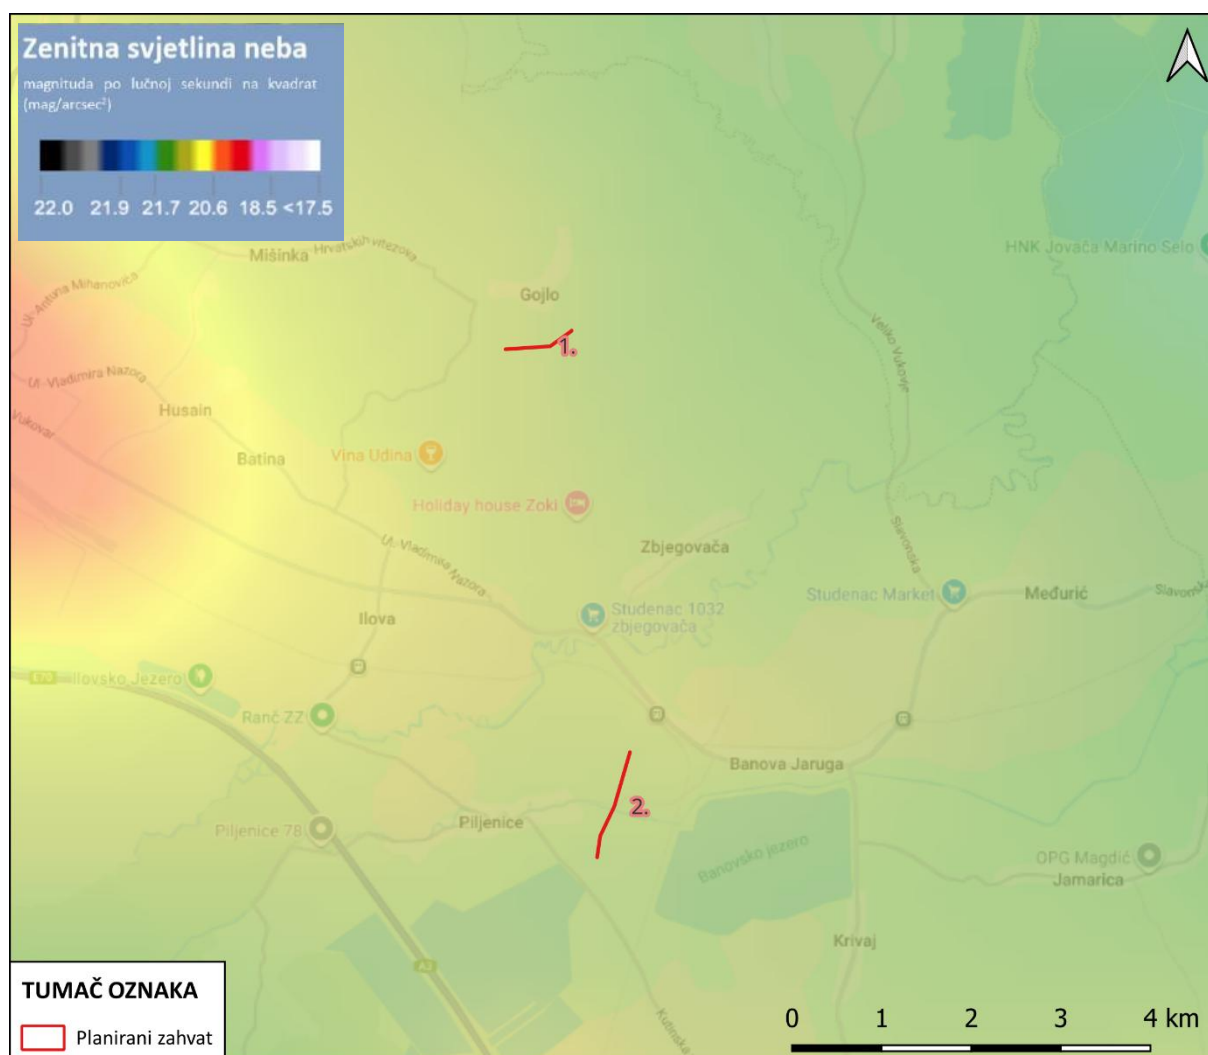 Zenitna svjetlina neba
magnituda po lučnoj sekundi na kvadrat
(mag/arcsec²)
22.0 21.9 21.7 20.6 18.5 <17.5
HNK Jovača Marino Selo
Mišinka
Hrvatskih vitezova
Ul. Antuna Mihanovića
Gojlo
1.
Veliko Vukovje
Ul. Vladimira Nazora
Husain
Vukovar
Batina
Vina Udina
Holiday house Zoki
Slavonska
Ul. Vladimira Nazora
Zbjegovača
Studenac Market
Međurić
Slavonska
Studenac 1032
zbjegovača
Ilova
E70
Ilovsko Jezero
Ranč ZZ
Banova Jaruga
2.
Piljenice
Piljenice 78
Banovsko jezero
OPG Magdić
Jamarica
Krivaj
A3
Kutinska
TUMAČ OZNAKA
Planirani zahvat
0 1 2 3 4 km